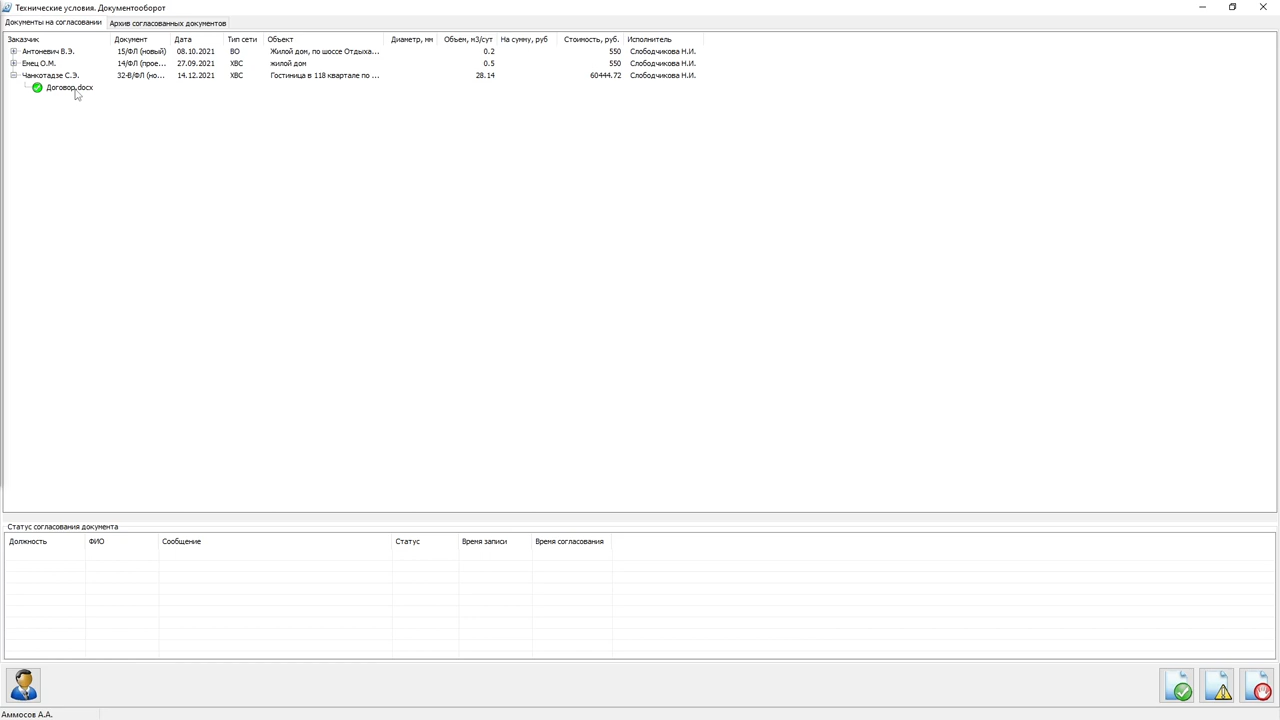 Технические условия. Документооборот
Документы на согласовании Архив согласованных документов
Заказчик Документ Дата Тип сети Объект Диаметр, мм Объем, м3/сут На сумму, руб Стоимость, руб. Исполнитель
Антоневич В.Э. 15/ФЛ (новый) 08.10.2021 ВО Жилой дом, по шоссе Отдыха... 0.2 550 Слободчикова Н.И.
Емец О.М. 14/ФЛ (прое... 27.09.2021 ХВС жилой дом 0.5 550 Слободчикова Н.И.
Чанкотадзе С.Э. 32-В/ФЛ (но... 14.12.2021 ХВС Гостиница в 118 квартале по ... 28.14 60444.72 Слободчикова Н.И.
Договор.docx
Статус согласования документа
Должность ФИО Сообщение Статус Время записи Время согласования
Аммосов А.А.